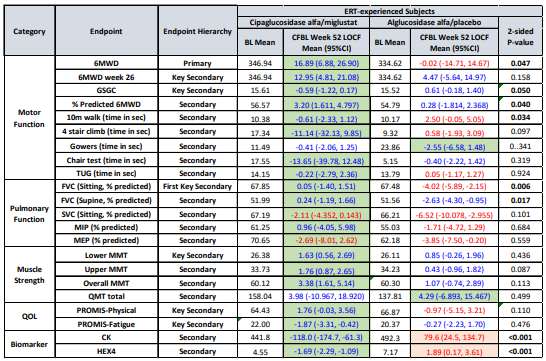 ERT-experienced Subjects
Category Endpoint Endpoint Hierarchy Cipaglucosidase alfa/miglustat Alglucosidase alfa/placebo 2-sided P-value
BL Mean CFBL Week 52 LOCF Mean (95%CI) BL Mean CFBL Week 52 LOCF Mean (95%CI)
Motor Function
6MWD Primary 346.94 16.89 (6.88, 26.90) 334.62 -0.02 (-14.71, 14.67) 0.047
6MWD week 26 Key Secondary 346.94 12.95 (4.81, 21.08) 334.62 4.47 (-5.64, 14.57) 0.158
GSGC Key Secondary 15.61 -0.59 (-1.22, 0.17) 15.52 0.61 (-0.18, 1.40) 0.050
% Predicted 6MWD Secondary 56.57 3.20 (1.611, 4.797) 54.79 0.28 (-1.814, 2.368) 0.040
10m walk (time in sec) Secondary 10.38 -0.61 (-2.33, 1.12) 10.17 2.50 (-0.05, 5.05) 0.034
4 stair climb (time in sec) Secondary 17.34 -11.14 (-32.13, 9.85) 9.32 0.58 (-1.93, 3.09) 0.097
Gowers (time in sec) Secondary 11.49 -0.41 (-2.06, 1.25) 23.86 -2.55 (-6.58, 1.48) 0.341
Chair test (time in sec) Secondary 17.55 -13.65 (-39.78, 12.48) 5.15 -0.40 (-2.22, 1.42) 0.319
TUG (time in sec) Secondary 14.15 -0.22 (-2.79, 2.36) 13.79 0.05 (-1.17, 1.27) 0.924
Pulmonary Function
FVC (Sitting, % predicted) First Key Secondary 67.85 0.05 (-1.40, 1.51) 67.48 -4.02 (-5.89, -2.15) 0.006
FVC (Supine, % predicted) Secondary 51.99 0.24 (-1.19, 1.66) 51.56 -2.63 (-4.30, -0.95) 0.017
SVC (Sitting, % predicted) Secondary 67.19 -2.11 (-4.352, 0.143) 66.21 -6.52 (-10.078, -2.955) 0.101
MIP (% predicted) Secondary 61.25 0.96 (-4.05, 5.98) 55.03 -1.71 (-4.72, 1.29) 0.684
MEP (% predicted) Secondary 70.65 -2.69 (-8.01, 2.62) 62.18 -3.85 (-7.50, -0.20) 0.559
Muscle Strength
Lower MMT Key Secondary 26.38 1.63 (0.56, 2.69) 26.11 0.85 (-0.26, 1.96) 0.436
Upper MMT Secondary 33.73 1.76 (0.87, 2.65) 34.23 0.43 (-0.96, 1.82) 0.087
Overall MMT Secondary 60.12 3.38 (1.61, 5.14) 60.30 1.07 (-0.74, 2.89) 0.113
QMT total Secondary 158.04 3.98 (-10.967, 18.920) 137.81 4.29 (-6.893, 15.467) 0.499
QOL
PROMIS-Physical Key Secondary 64.43 1.76 (-0.03, 3.56) 66.87 -0.97 (-5.15, 3.21) 0.110
PROMIS-Fatigue Key Secondary 22.00 -1.87 (-3.31, -0.42) 20.37 -0.27 (-2.23, 1.70) 0.476
Biomarker
CK Secondary 441.8 -118.0 (-174.7, -61.3) 492.3 79.6 (24.5, 134.7) <0.001
HEX4 Secondary 4.55 -1.69 (-2.29, -1.09) 7.17 1.89 (0.17, 3.61) <0.001